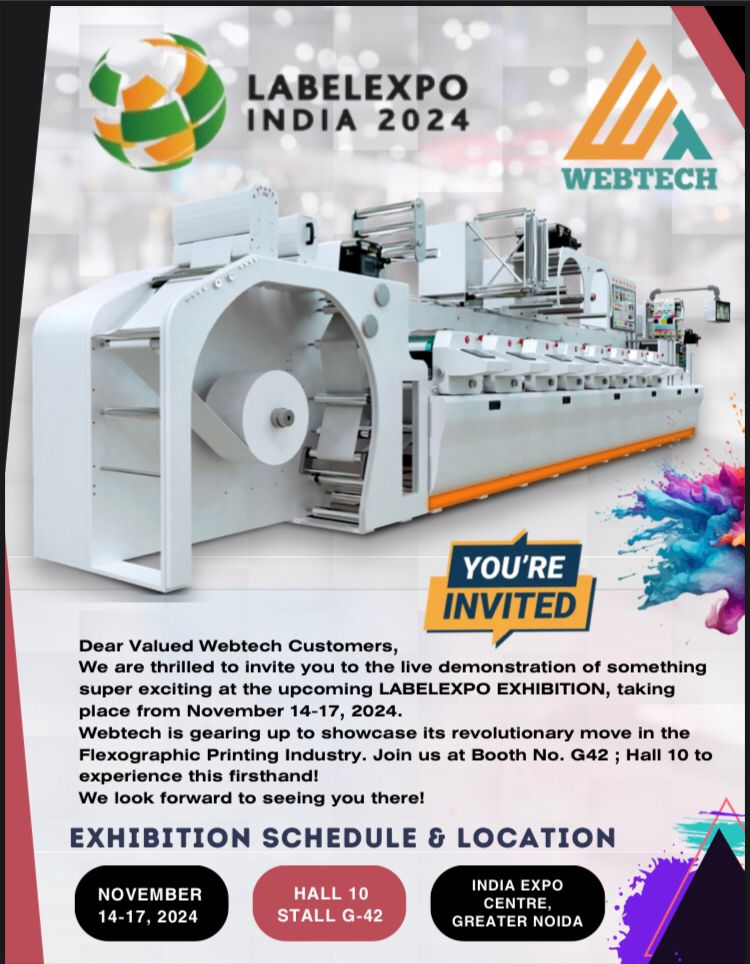 LABELEXPO
INDIA 2024
WEBTECH
YOU'RE
INVITED
Dear Valued Webtech Customers,
We are thrilled to invite you to the live demonstration of something
super exciting at the upcoming LABELEXPO EXHIBITION, taking
place from November 14-17, 2024.
Webtech is gearing up to showcase its revolutionary move in the
Flexographic Printing Industry. Join us at Booth No. G42 ; Hall 10 to
experience this firsthand!
We look forward to seeing you there!
EXHIBITION SCHEDULE & LOCATION
NOVEMBER
14-17, 2024
HALL 10
STALL G-42
INDIA EXPO
CENTRE,
GREATER NOIDA